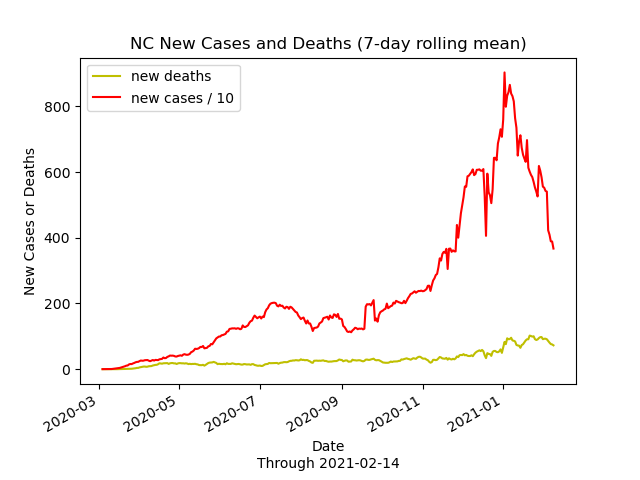 NC New Cases and Deaths (7-day rolling mean)
new deaths
new cases / 10
New Cases or Deaths
800
600
400
200
0
2020-03
2020-05
2020-07
2020-09
2020-11
2021-01
Date
Through 2021-02-14